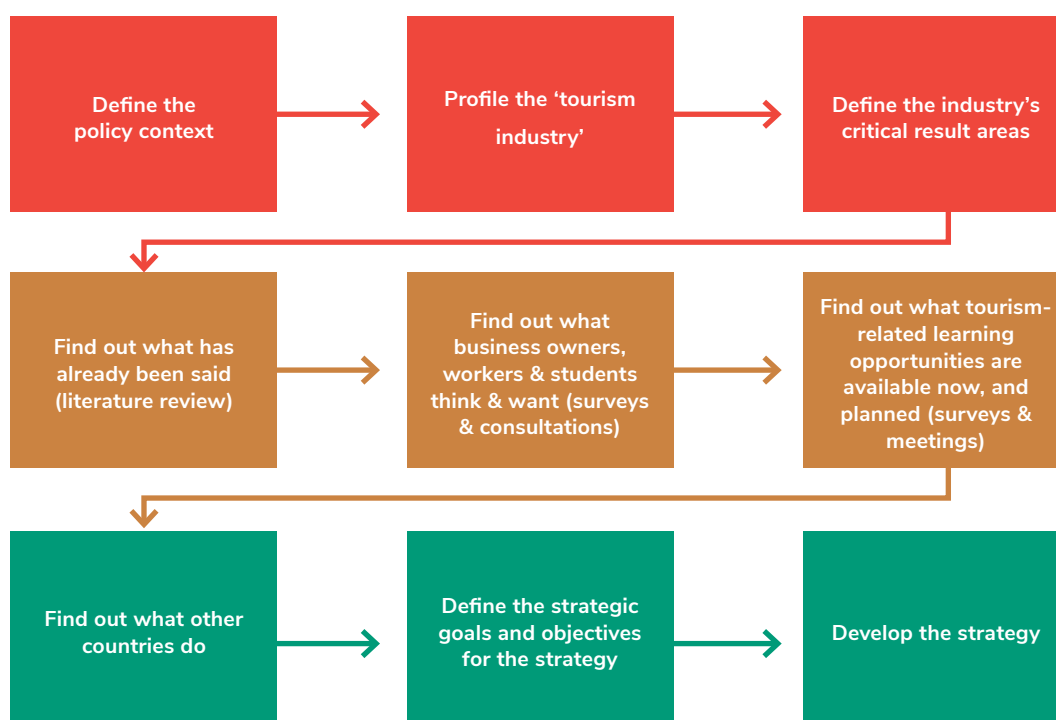 Define the
policy context
Profile the ‘tourism
industry’
Define the industry’s
critical result areas
Find out what has
already been said
(literature review)
Find out what
business owners,
workers & students
think & want (surveys
& consultations)
Find out what tourism-
related learning
opportunities are
available now, and
planned (surveys &
meetings)
Find out what other
countries do
Define the strategic
goals and objectives
for the strategy
Develop the strategy